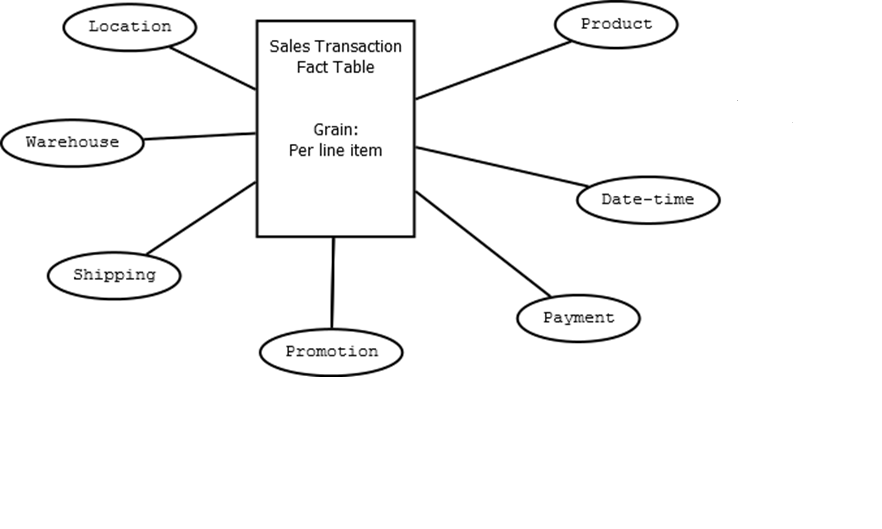 Location
Product
Sales Transaction
Fact Table
Grain:
Per line item
Warehouse
Date-time
Shipping
Payment
Promotion